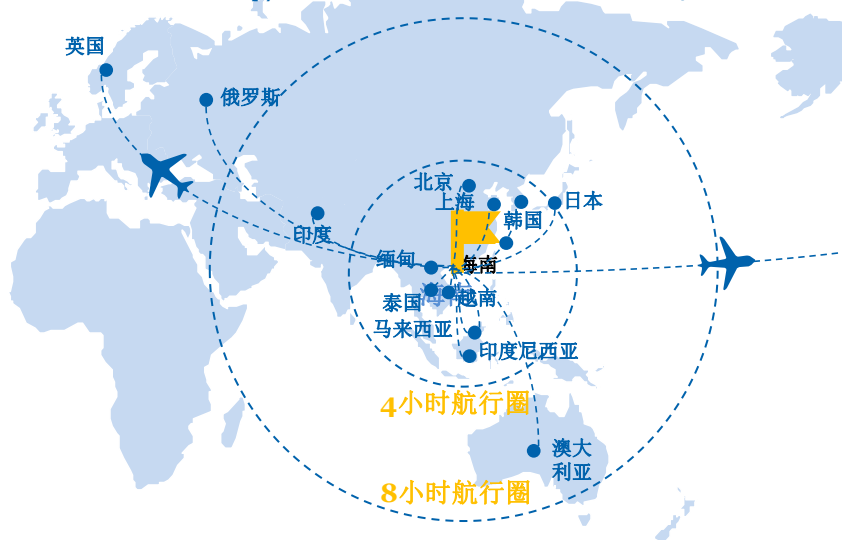 英国
俄罗斯
北京
上海
日本
韩国
印度
缅甸
海南
泰国
海南
越南
马来西亚
印度尼西亚
4小时航行圈
澳大
利亚
8小时航行圈